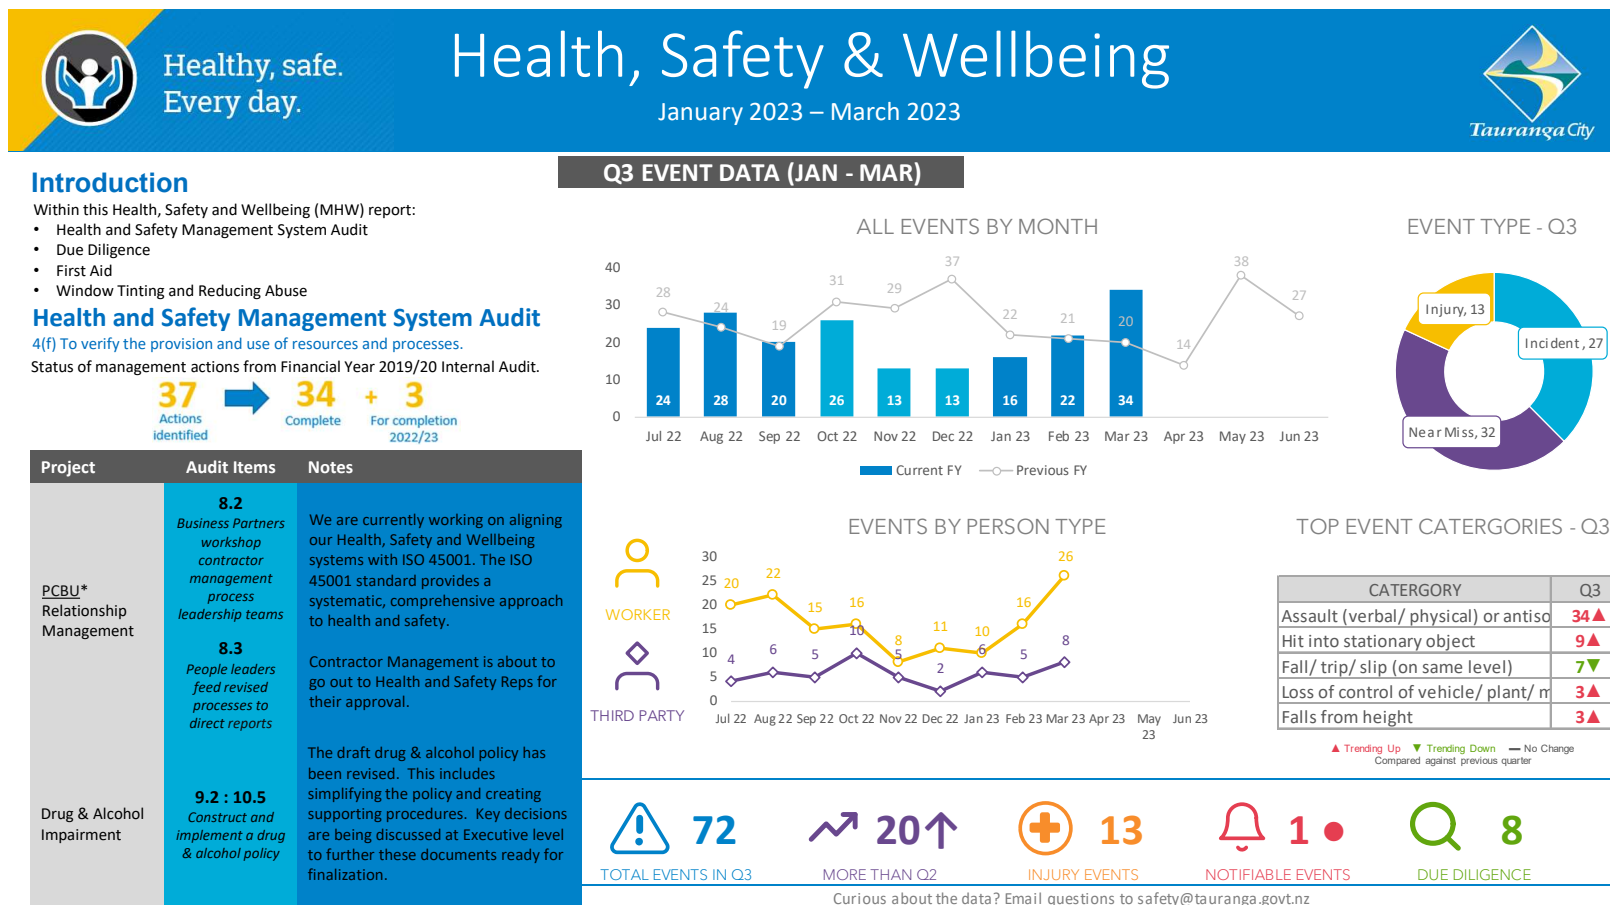 Healthy, safe.
Every day.
Health, Safety & Wellbeing
January 2023 – March 2023
Tauranga City
Introduction
Within this Health, Safety and Wellbeing (MHW) report:
• Health and Safety Management System Audit
• Due Diligence
• First Aid
• Window Tinting and Reducing Abuse
Health and Safety Management System Audit
4(f) To verify the provision and use of resources and processes.
Status of management actions from Financial Year 2019/20 Internal Audit.
37 34 + 3
Actions
identified
Complete
For completion
2022/23
Project Audit Items Notes
PCBU*
Relationship
Management
8.2
Business Partners
workshop
contractor
management
process
leadership teams
8.3
People leaders
feed revised
processes to
direct reports
We are currently working on aligning
our Health, Safety and Wellbeing
systems with ISO 45001. The ISO
45001 standard provides a
systematic, comprehensive approach
to health and safety.
Contractor Management is about to
go out to Health and Safety Reps for
their approval.
Drug & Alcohol
Impairment
9.2 : 10.5
Construct and
implement a drug
& alcohol policy
The draft drug & alcohol policy has
been revised. This includes
simplifying the policy and creating
supporting procedures. Key decisions
are being discussed at Executive level
to further these documents ready for
finalization.
Q3 EVENT DATA (JAN - MAR)
ALL EVENTS BY MONTH
40
30
20
10
0
28 24 19 31 29 37 22 21 20 14 38 27
24 28 20 26 13 13 16 22 34
Jul 22 Aug 22 Sep 22 Oct 22 Nov 22 Dec 22 Jan 23 Feb 23 Mar 23 Apr 23 May 23 Jun 23
Current FY Previous FY
EVENT TYPE - Q3
Injury, 13
Incident, 27
Near Miss, 32
EVENTS BY PERSON TYPE
WORKER
THIRD PARTY
30
25
20
15
10
5
0
20 22 15 16 8 11 10 16 26
4 6 5 10 5 2 6 5 8
Jul 22 Aug 22 Sep 22 Oct 22 Nov 22 Dec 22 Jan 23 Feb 23 Mar 23 Apr 23 May 23 Jun 23
TOP EVENT CATERGORIES - Q3
CATERGORY Q3
Assault (verbal/ physical) or antiso 34▲
Hit into stationary object 9▲
Fall/ trip/ slip (on same level) 7▼
Loss of control of vehicle/ plant/ m 3▲
Falls from height 3▲
▲ Trending Up ▼ Trending Down — No Change
Compared against previous quarter
72
TOTAL EVENTS IN Q3
20↑
MORE THAN Q2
13
INJURY EVENTS
1 ●
NOTIFIABLE EVENTS
8
DUE DILIGENCE
Curious about the data? Email questions to safety@tauranga.govt.nz